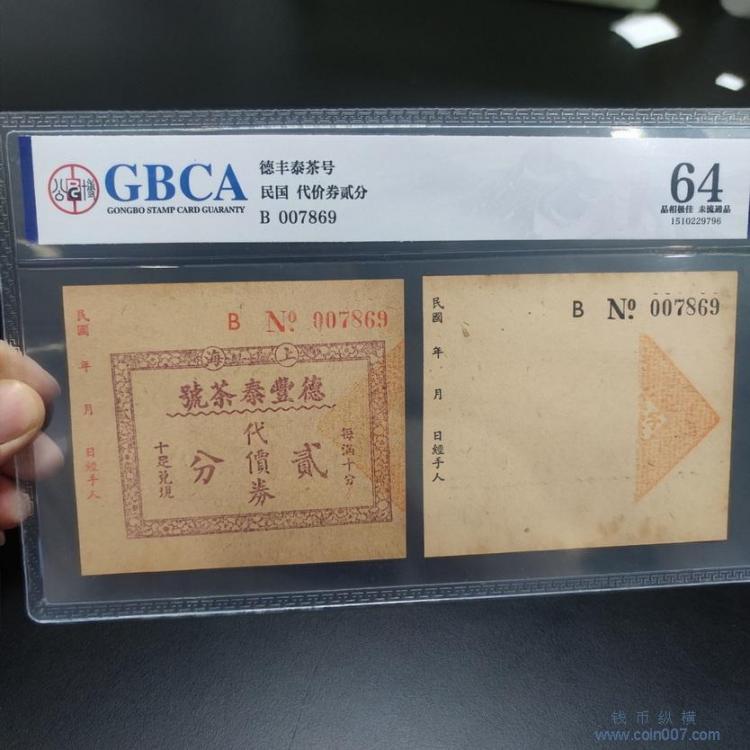 GBCA
GONGBO STAMP CARD GUARANTY
德丰泰茶号
民国 代价券贰分
B 007869
64
品相极佳 未流通品
1510229796
民國 年 月 日經手人
B Nº 007869
上海
德豐泰茶號
每滿十分
貳分
代價券
十足兌現
民國 年 月 日經手人
B Nº 007869
钱币纵横
www.coin007.com